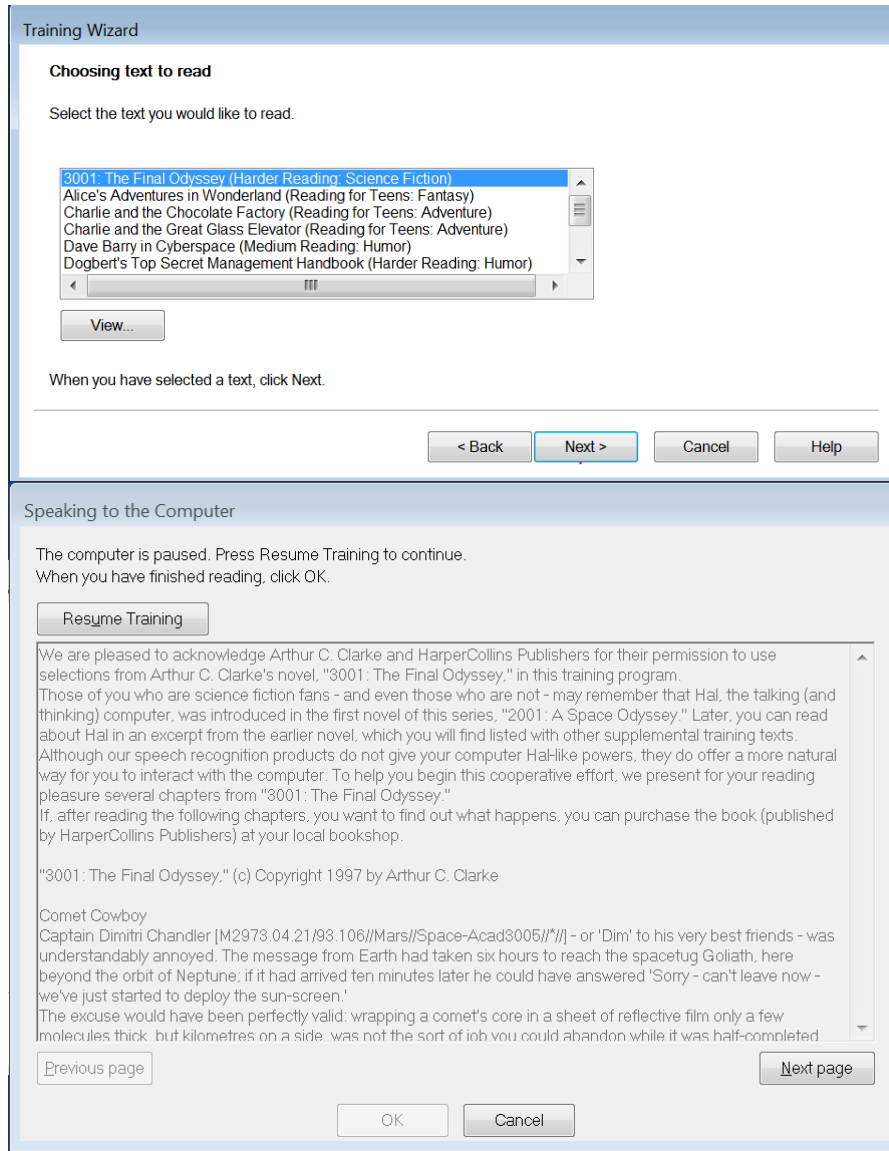 Training Wizard
Choosing text to read
Select the text you would like to read.
3001: The Final Odyssey (Harder Reading: Science Fiction)
Alice's Adventures in Wonderland (Reading for Teens: Fantasy)
Charlie and the Chocolate Factory (Reading for Teens: Adventure)
Charlie and the Great Glass Elevator (Reading for Teens: Adventure)
Dave Barry in Cyberspace (Medium Reading: Humor)
Dogbert's Top Secret Management Handbook (Harder Reading: Humor)
View...
When you have selected a text, click Next.
< Back Next > Cancel Help
Speaking to the Computer
The computer is paused. Press Resume Training to continue.
When you have finished reading, click OK.
Resume Training
We are pleased to acknowledge Arthur C. Clarke and HarperCollins Publishers for their permission to use
selections from Arthur C. Clarke's novel, "3001: The Final Odyssey," in this training program.
Those of you who are science fiction fans - and even those who are not - may remember that Hal, the talking (and
thinking) computer, was introduced in the first novel of this series, "2001: A Space Odyssey." Later, you can read
about Hal in an excerpt from the earlier novel, which you will find listed with other supplemental training texts.
Although our speech recognition products do not give your computer Hal-like powers, they do offer a more natural
way for you to interact with the computer. To help you begin this cooperative effort, we present for your reading
pleasure several chapters from "3001: The Final Odyssey."
If, after reading the following chapters, you want to find out what happens, you can purchase the book (published
by HarperCollins Publishers) at your local bookshop.
"3001: The Final Odyssey," (c) Copyright 1997 by Arthur C. Clarke
Comet Cowboy
Captain Dimitri Chandler [M2973.04.21/93.106//Mars//Space-Acad3005//*//] - or 'Dim' to his very best friends - was
understandably annoyed. The message from Earth had taken six hours to reach the spacetug Goliath, here
beyond the orbit of Neptune; if it had arrived ten minutes later he could have answered 'Sorry - can't leave now -
we've just started to deploy the sun-screen.'
The excuse would have been perfectly valid: wrapping a comet's core in a sheet of reflective film only a few
molecules thick, but kilometres on a side, was not the sort of job you could abandon while it was half-completed.
Previous page Next page
OK Cancel